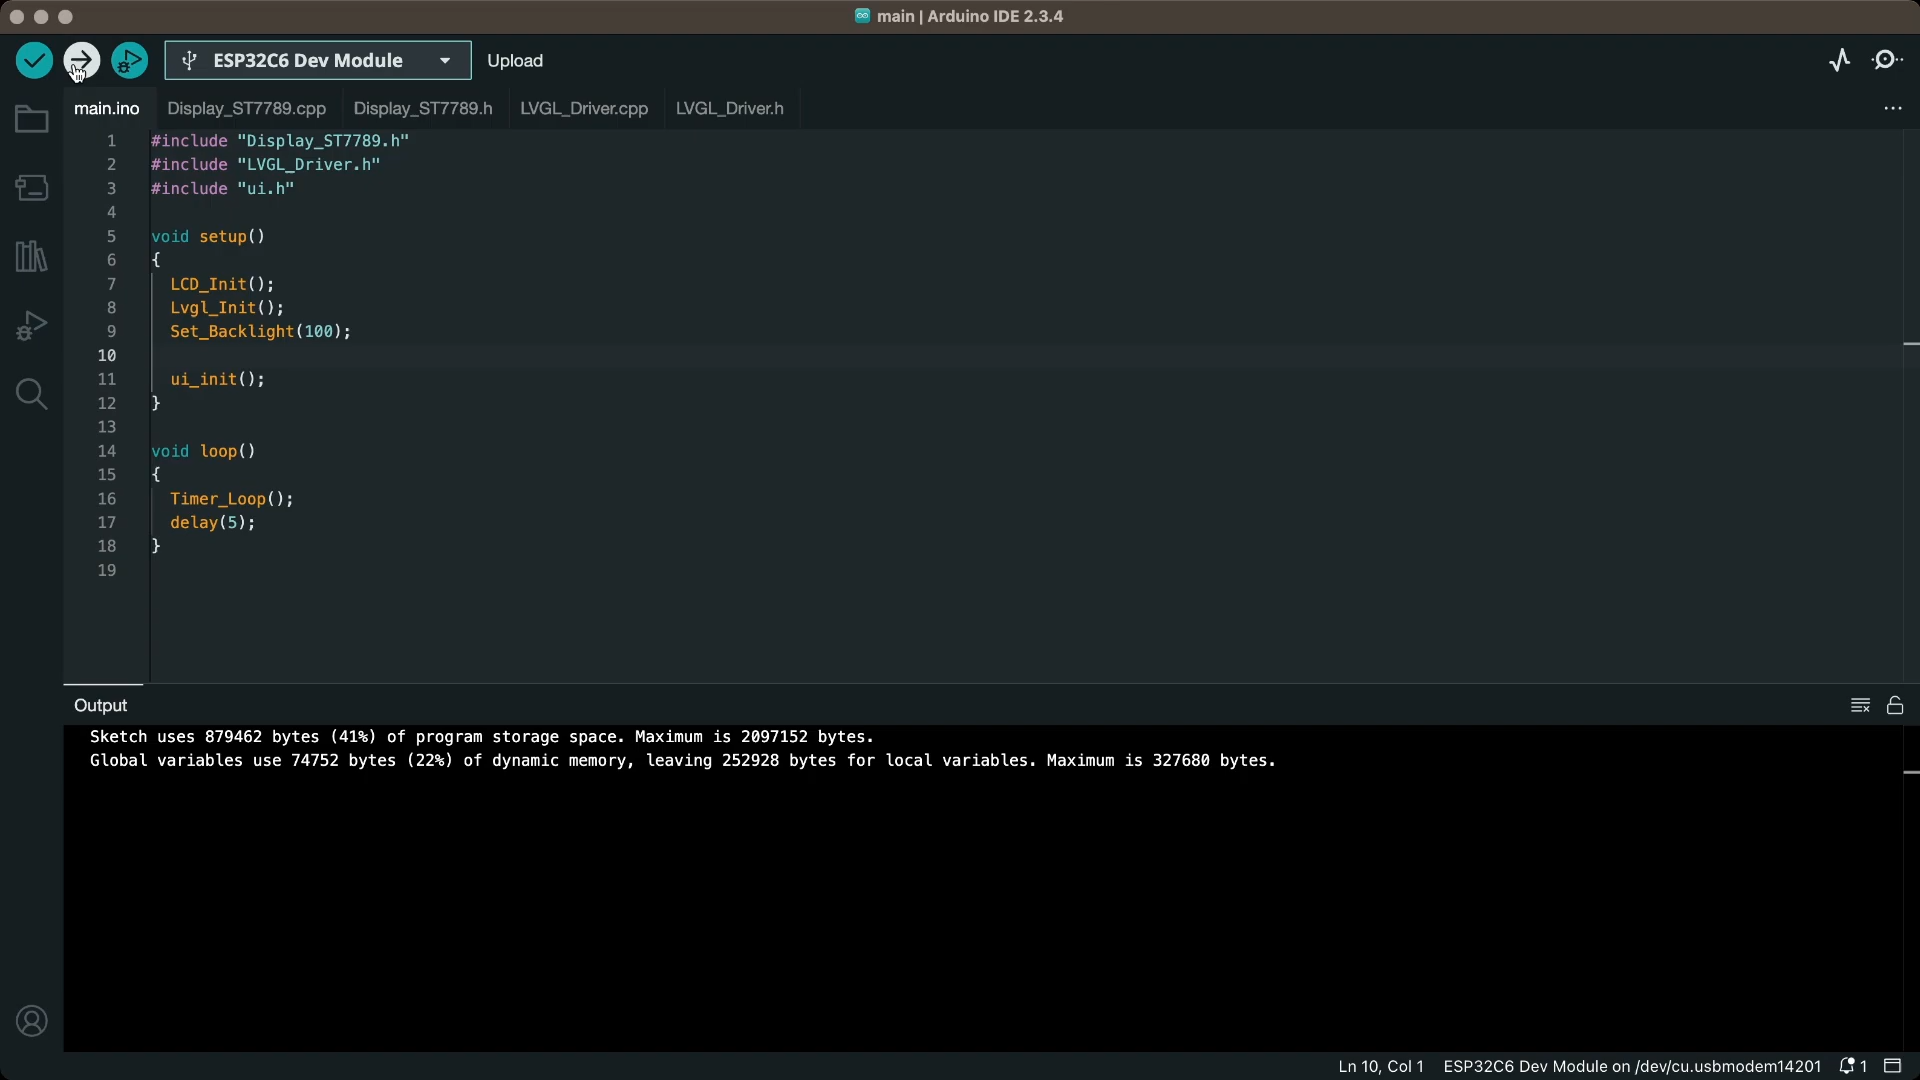 main | Arduino IDE 2.3.4
ESP32C6 Dev Module
Upload
main.ino
Display_ST7789.cpp
Display_ST7789.h
LVGL_Driver.cpp
LVGL_Driver.h
1 #include "Display_ST7789.h"
2 #include "LVGL_Driver.h"
3 #include "ui.h"
4
5 void setup()
6 {
7 LCD_Init();
8 Lvgl_Init();
9 Set_Backlight(100);
10
11 ui_init();
12 }
13
14 void loop()
15 {
16 Timer_Loop();
17 delay(5);
18 }
19
Output
Sketch uses 879462 bytes (41%) of program storage space. Maximum is 2097152 bytes.
Global variables use 74752 bytes (22%) of dynamic memory, leaving 252928 bytes for local variables. Maximum is 327680 bytes.
Ln 10, Col 1 ESP32C6 Dev Module on /dev/cu.usbmodem14201 1